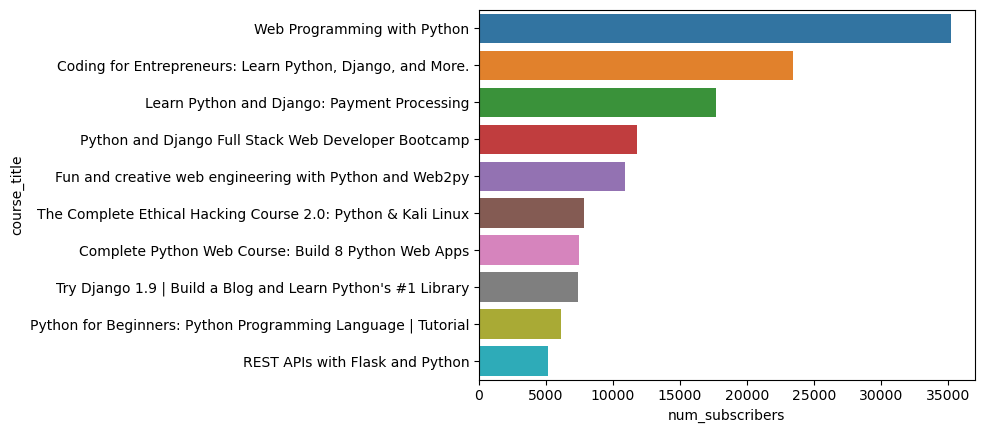 Web Programming with Python
Coding for Entrepreneurs: Learn Python, Django, and More.
Learn Python and Django: Payment Processing
Python and Django Full Stack Web Developer Bootcamp
Fun and creative web engineering with Python and Web2py
The Complete Ethical Hacking Course 2.0: Python & Kali Linux
Complete Python Web Course: Build 8 Python Web Apps
Try Django 1.9 | Build a Blog and Learn Python's #1 Library
Python for Beginners: Python Programming Language | Tutorial
REST APIs with Flask and Python
course_title
0 5000 10000 15000 20000 25000 30000 35000
num_subscribers